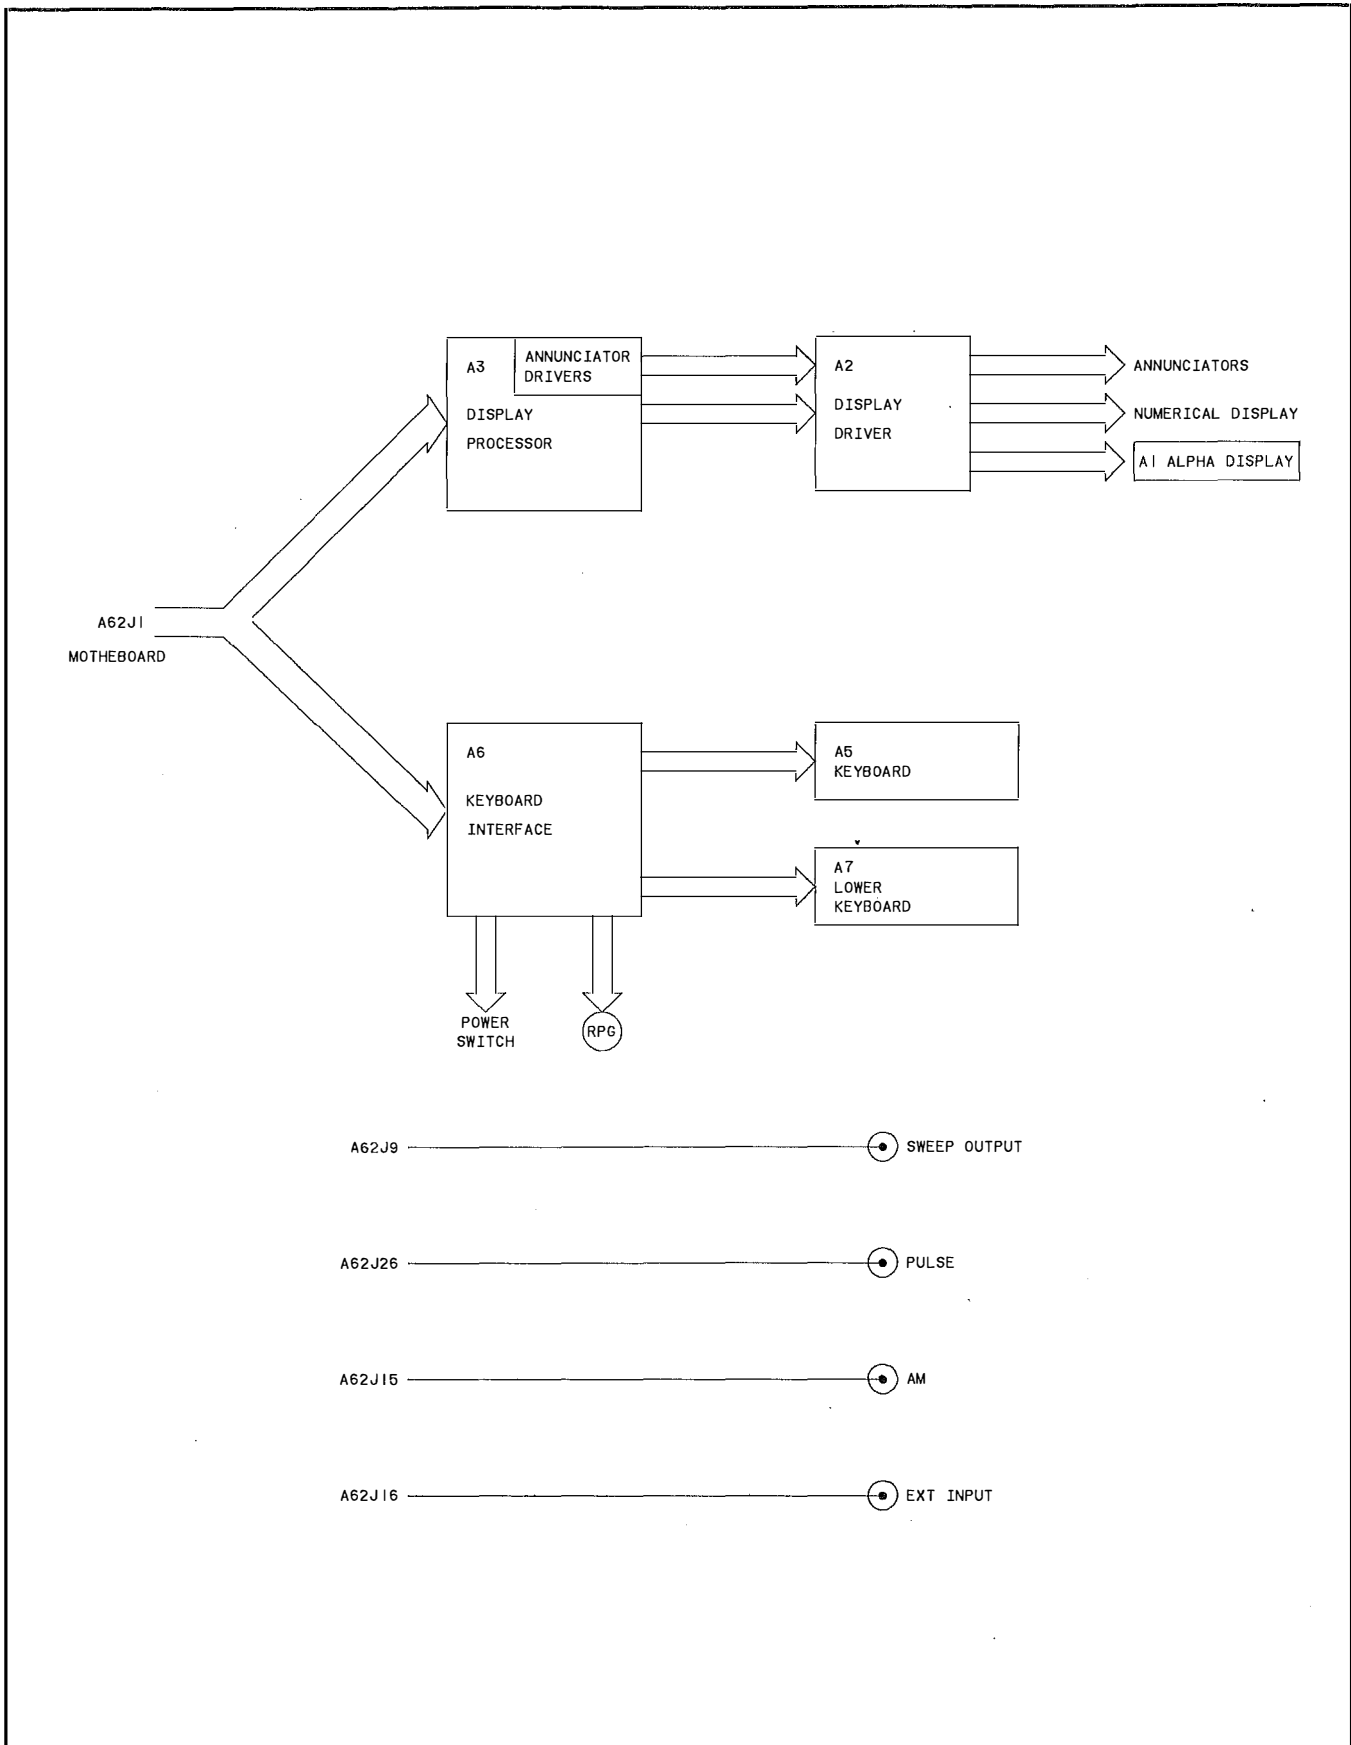 A3
ANNUNCIATOR
DRIVERS
DISPLAY
PROCESSOR
A2
DISPLAY
DRIVER
ANNUNCIATORS
NUMERICAL DISPLAY
A1 ALPHA DISPLAY
A62J1
MOTHEBOARD
A6
KEYBOARD
INTERFACE
A5
KEYBOARD
A7
LOWER
KEYBOARD
POWER
SWITCH
RPG
A62J9
SWEEP OUTPUT
A62J26
PULSE
A62J15
AM
A62J16
EXT INPUT